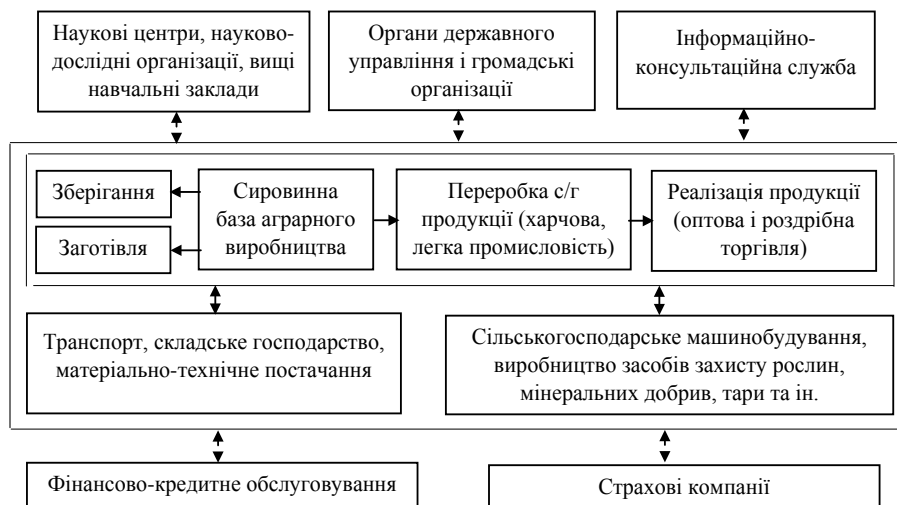 Наукові центри, науково-
дослідні організації, вищі
навчальні заклади
Органи державного
управління і громадські
організації
Інформаційно-
консультаційна служба
Зберігання
Заготівля
Сировинна
база аграрного
виробництва
Переробка с/г
продукції (харчова,
легка промисловість)
Реалізація продукції
(оптова і роздрібна
торгівля)
Транспорт, складське господарство,
матеріально-технічне постачання
Сільськогосподарське машинобудування,
виробництво засобів захисту рослин,
мінеральних добрив, тари та ін.
Фінансово-кредитне обслуговування
Страхові компанії